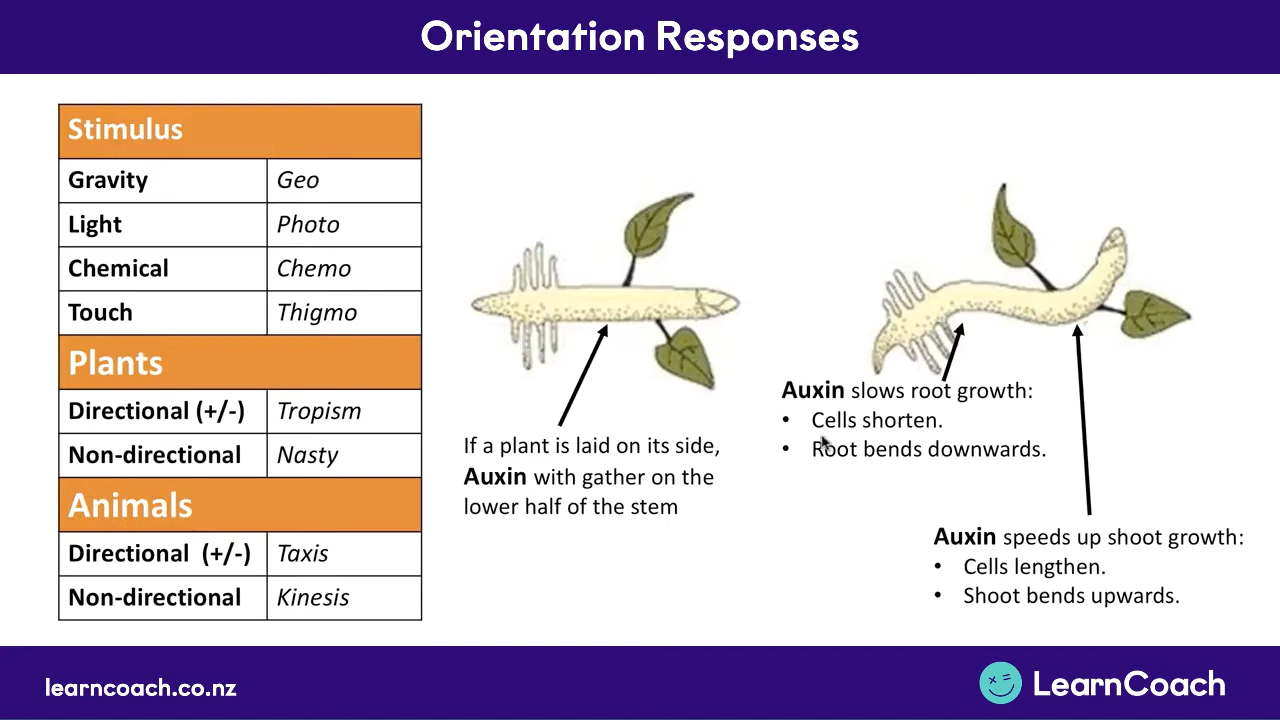 Orientation Responses
Stimulus
Gravity Geo
Light Photo
Chemical Chemo
Touch Thigmo
Plants
Directional (+/-) Tropism
Non-directional Nasty
Animals
Directional (+/-) Taxis
Non-directional Kinesis
If a plant is laid on its side,
Auxin with gather on the
lower half of the stem
Auxin slows root growth:
• Cells shorten.
• Root bends downwards.
Auxin speeds up shoot growth:
• Cells lengthen.
• Shoot bends upwards.
learncoach.co.nz
LearnCoach